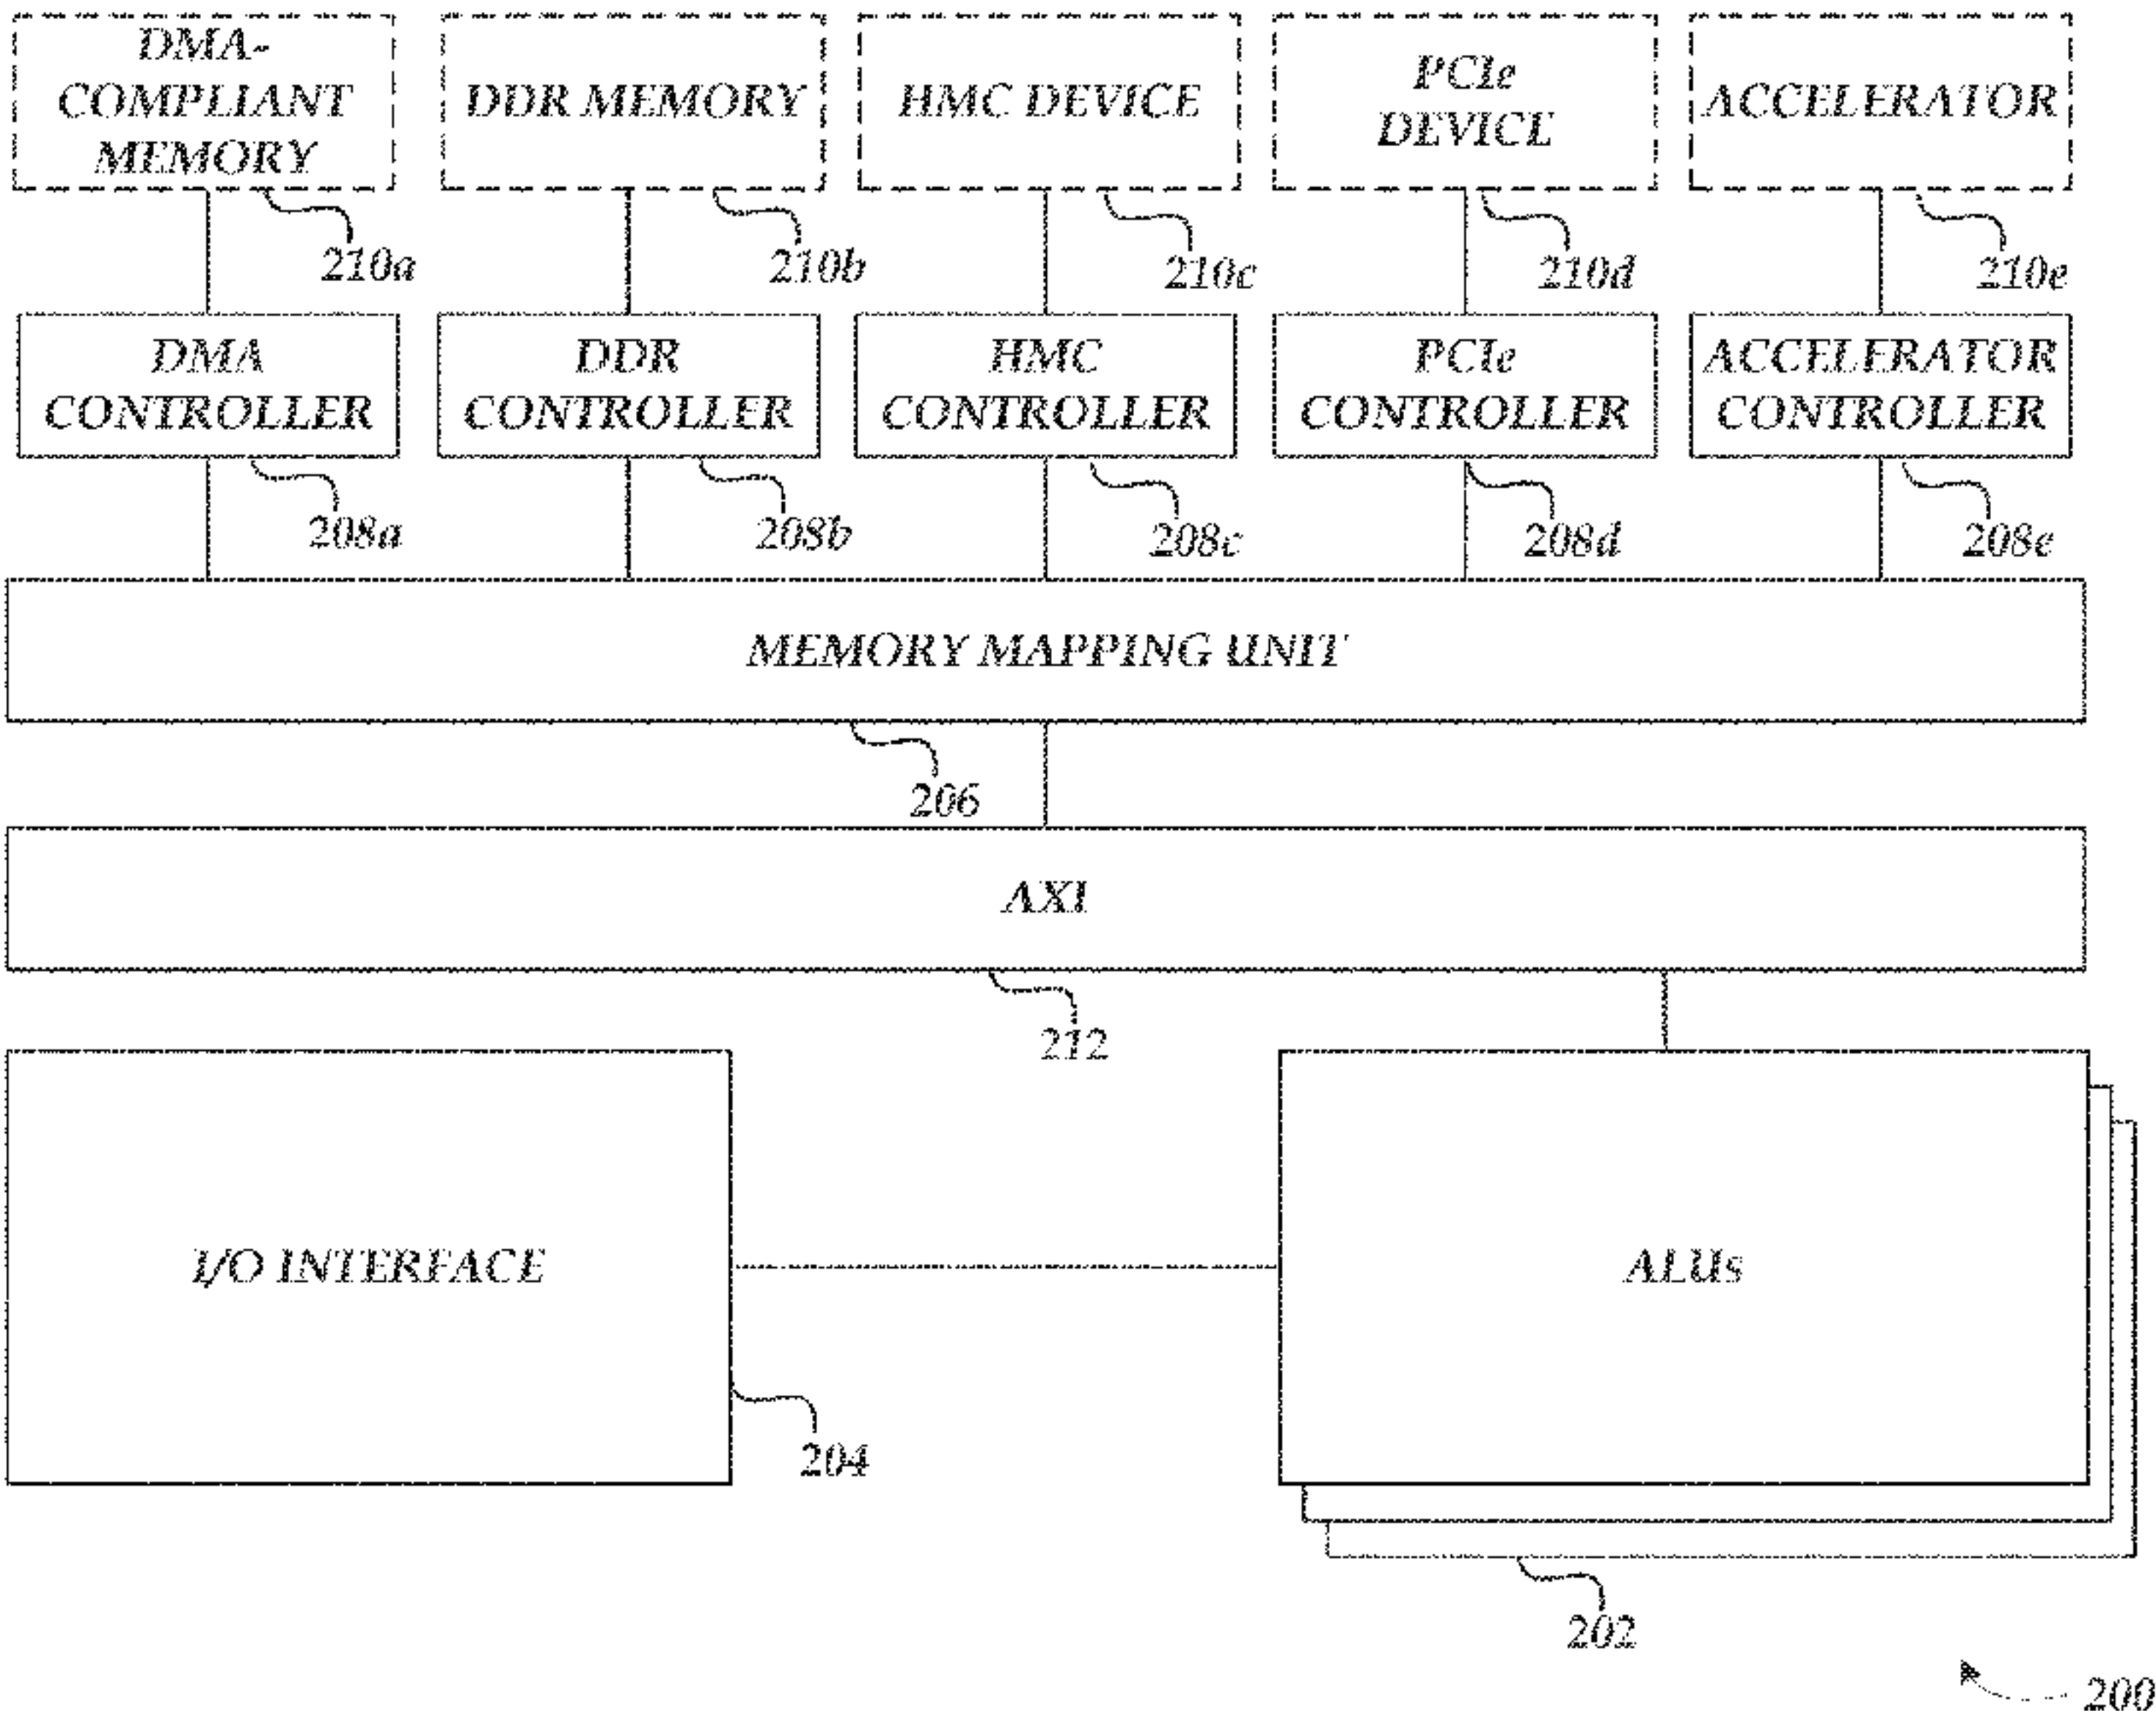 DMA-
COMPLIANT
MEMORY
DDR MEMORY
HMC DEVICE
PCIe
DEVICE
ACCELERATOR
210a
210b
210c
210d
210e
DMA
CONTROLLER
DDR
CONTROLLER
HMC
CONTROLLER
PCIe
CONTROLLER
ACCELERATOR
CONTROLLER
208a
208b
208c
208d
208e
MEMORY MAPPING UNIT
206
AXI
212
I/O INTERFACE
ALUs
204
202
200